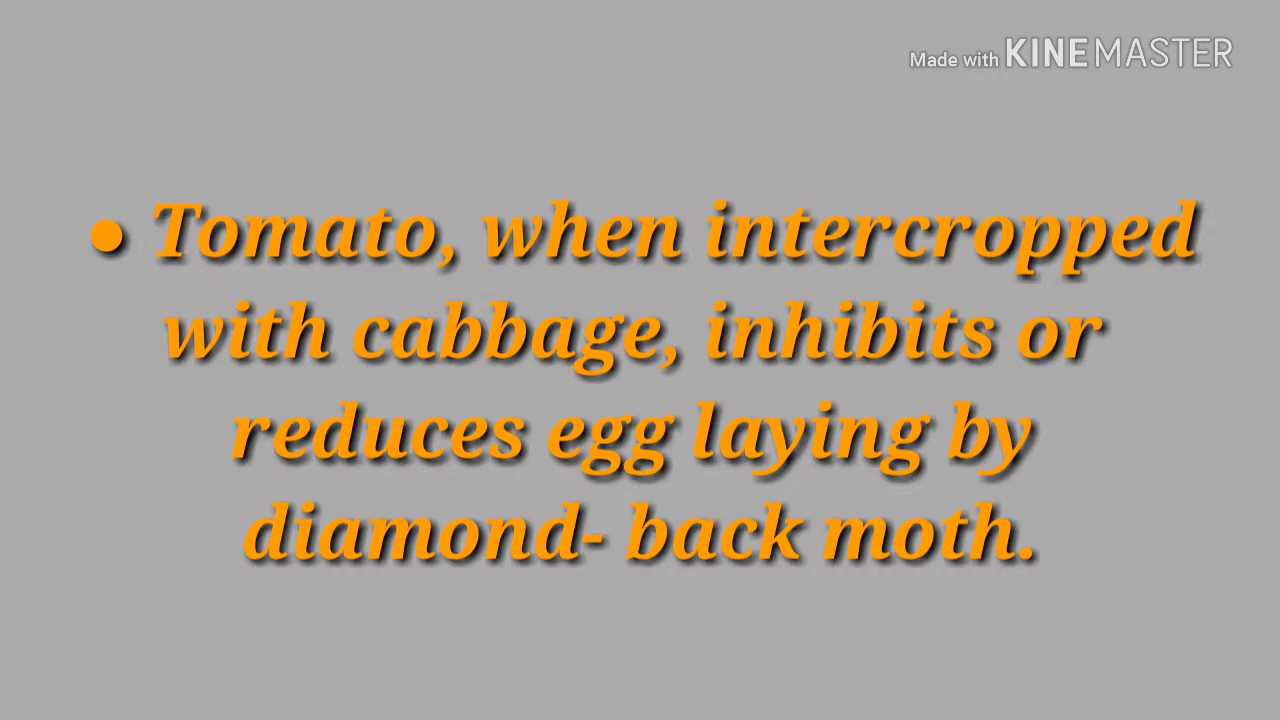 Made with KINEMASTER
• Tomato, when intercropped
with cabbage, inhibits or
reduces egg laying by
diamond- back moth.